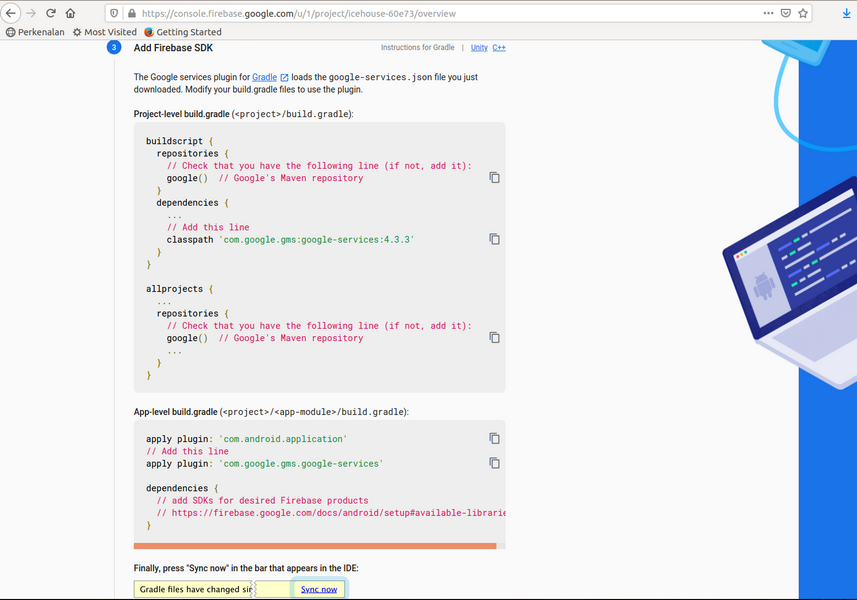 https://console.firebase.google.com/u/1/project/icehouse-60e73/overview
Perkenalan Most Visited Getting Started
3 Add Firebase SDK Instructions for Gradle | Unity C++
The Google services plugin for Gradle loads the google-services.json file you just
downloaded. Modify your build.gradle files to use the plugin.
Project-level build.gradle (<project>/build.gradle):
buildscript {
  repositories {
    // Check that you have the following line (if not, add it):
    google()  // Google's Maven repository
  }
  dependencies {
    ...
    // Add this line
    classpath 'com.google.gms:google-services:4.3.3'
  }
}
allprojects {
  ...
  repositories {
    // Check that you have the following line (if not, add it):
    google()  // Google's Maven repository
    ...
  }
}
App-level build.gradle (<project>/<app-module>/build.gradle):
apply plugin: 'com.android.application'
// Add this line
apply plugin: 'com.google.gms.google-services'
dependencies {
  // add SDKs for desired Firebase products
  // https://firebase.google.com/docs/android/setup#available-librarie
}
Finally, press "Sync now" in the bar that appears in the IDE:
Gradle files have changed sin Sync now